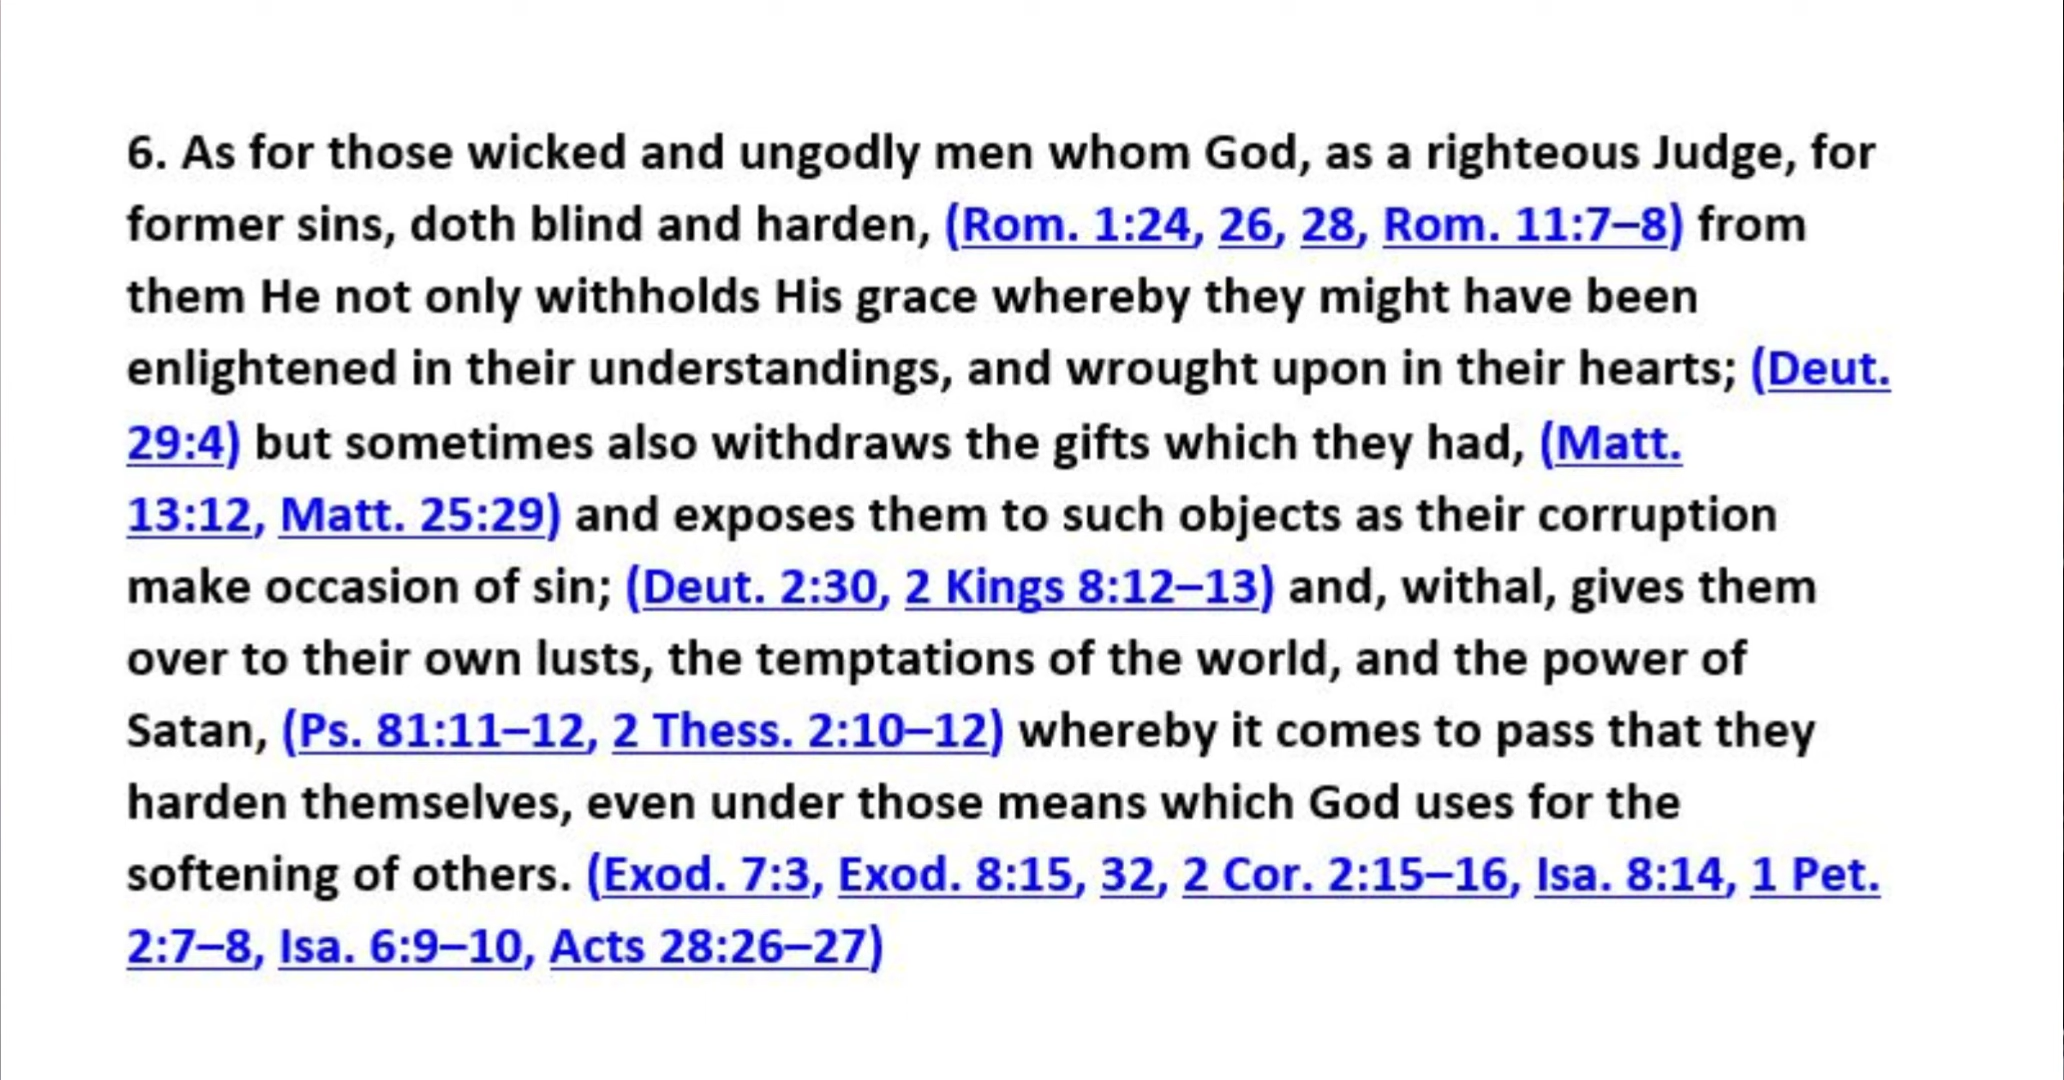 6. As for those wicked and ungodly men whom God, as a righteous Judge, for
former sins, doth blind and harden, (Rom. 1:24, 26, 28, Rom. 11:7–8) from
them He not only withholds His grace whereby they might have been
enlightened in their understandings, and wrought upon in their hearts; (Deut.
29:4) but sometimes also withdraws the gifts which they had, (Matt.
13:12, Matt. 25:29) and exposes them to such objects as their corruption
make occasion of sin; (Deut. 2:30, 2 Kings 8:12–13) and, withal, gives them
over to their own lusts, the temptations of the world, and the power of
Satan, (Ps. 81:11–12, 2 Thess. 2:10–12) whereby it comes to pass that they
harden themselves, even under those means which God uses for the
softening of others. (Exod. 7:3, Exod. 8:15, 32, 2 Cor. 2:15–16, Isa. 8:14, 1 Pet.
2:7–8, Isa. 6:9–10, Acts 28:26–27)